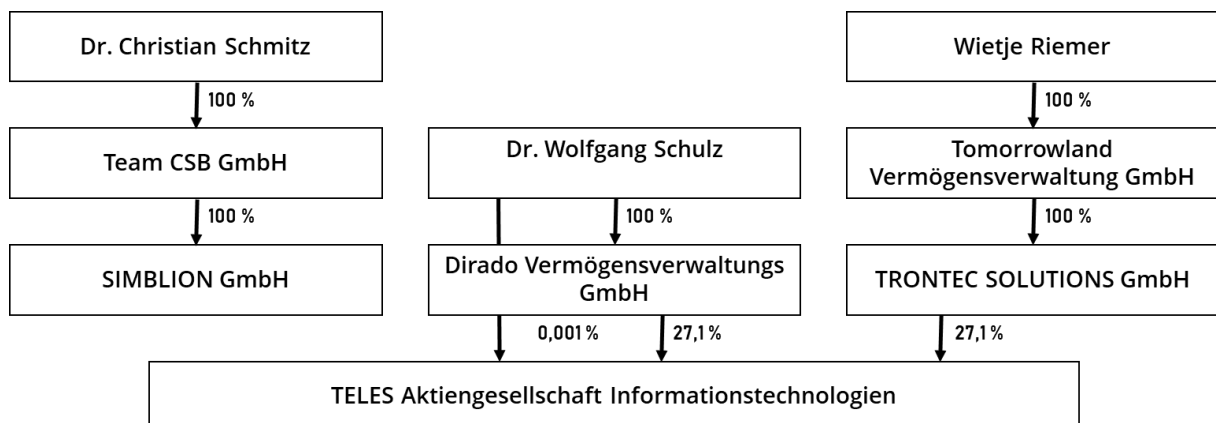 Dr. Christian Schmitz
Wietje Riemer
100 %
100 %
Team CSB GmbH
Dr. Wolfgang Schulz
Tomorrowland
Vermögensverwaltung GmbH
100 %
100 %
100 %
SIMBLION GmbH
Dirado Vermögensverwaltungs
GmbH
TRONTEC SOLUTIONS GmbH
0,001 %
27,1 %
27,1 %
TELES Aktiengesellschaft Informationstechnologien